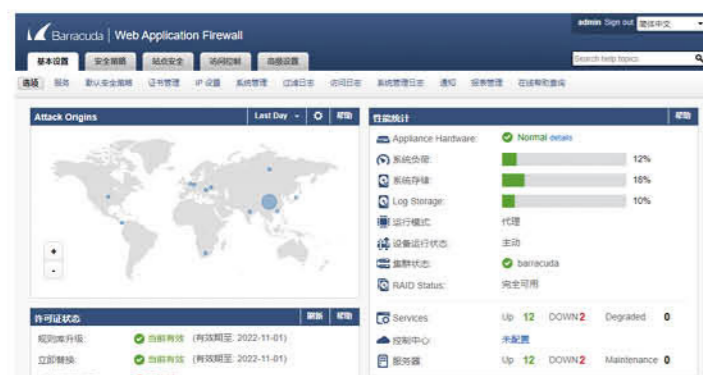 Barracuda | Web Application Firewall
admin Sign out 简体中文
基本设置 安全策略 站点安全 访问控制 高级设置
Search help topics
选项 服务 默认安全策略 证书管理 IP 设置 系统管理 过滤日志 访问日志 系统管理日志 通知 报表管理 在线帮助查询
Attack Origins Last Day 帮助
+
-
许可证状态 刷新 帮助
规则库升级: 当前有效 (有效期至: 2022-11-01)
立即替换: 当前有效 (有效期至: 2022-11-01)
性能统计 帮助
Appliance Hardware: Normal details
系统负荷: 12%
系统存储: 18%
Log Storage: 10%
运行模式: 代理
设备运行状态: 主动
集群状态: barracuda
RAID Status: 完全可用
Services: Up 12 DOWN 2 Degraded 0
控制中心: 未配置
服务器: Up 12 DOWN 2 Maintenance 0